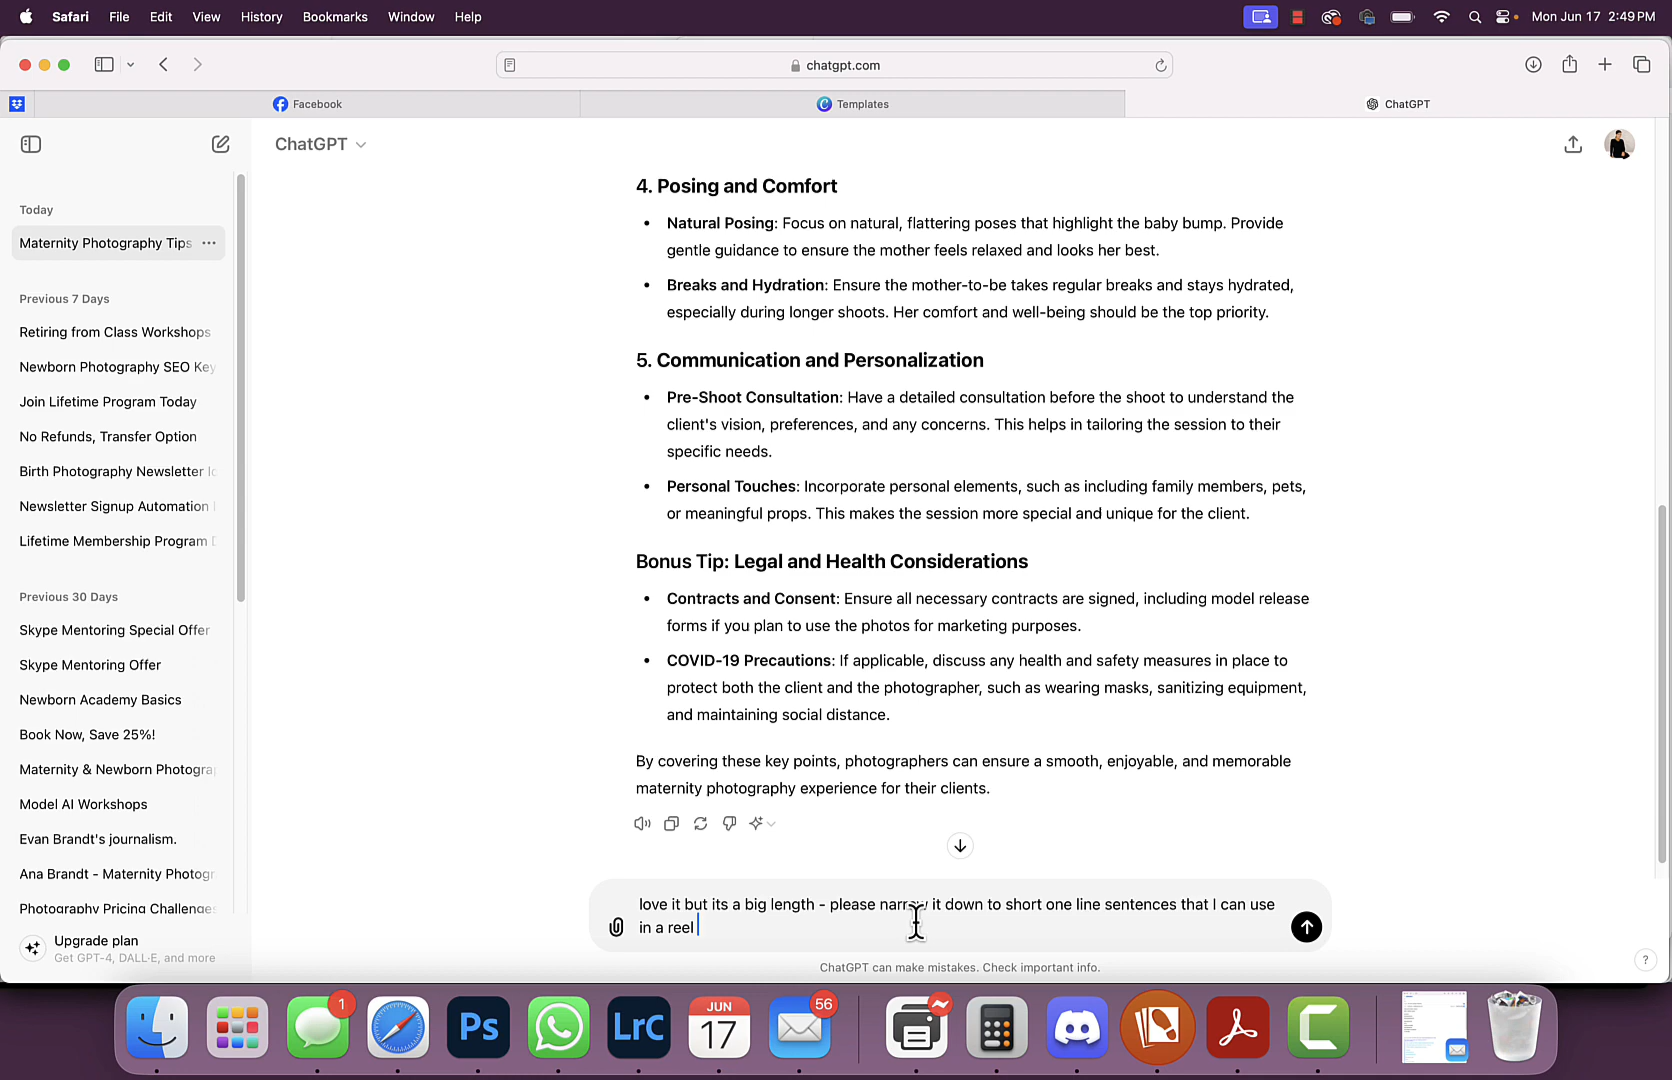 Safari File Edit View History Bookmarks Window Help Mon Jun 17 2:49 PM
chatgpt.com
Facebook Templates ChatGPT
ChatGPT
Today
Maternity Photography Tips
Previous 7 Days
Retiring from Class Workshops
Newborn Photography SEO Key
Join Lifetime Program Today
No Refunds, Transfer Option
Birth Photography Newsletter
Newsletter Signup Automation
Lifetime Membership Program
Previous 30 Days
Skype Mentoring Special Offer
Skype Mentoring Offer
Newborn Academy Basics
Book Now, Save 25%!
Maternity & Newborn Photogra
Model AI Workshops
Evan Brandt's journalism.
Ana Brandt - Maternity Photogr
Photography Pricing Challenges
Upgrade plan
Get GPT-4, DALL·E, and more
4. Posing and Comfort
• Natural Posing: Focus on natural, flattering poses that highlight the baby bump. Provide
gentle guidance to ensure the mother feels relaxed and looks her best.
• Breaks and Hydration: Ensure the mother-to-be takes regular breaks and stays hydrated,
especially during longer shoots. Her comfort and well-being should be the top priority.
5. Communication and Personalization
• Pre-Shoot Consultation: Have a detailed consultation before the shoot to understand the
client's vision, preferences, and any concerns. This helps in tailoring the session to their
specific needs.
• Personal Touches: Incorporate personal elements, such as including family members, pets,
or meaningful props. This makes the session more special and unique for the client.
Bonus Tip: Legal and Health Considerations
• Contracts and Consent: Ensure all necessary contracts are signed, including model release
forms if you plan to use the photos for marketing purposes.
• COVID-19 Precautions: If applicable, discuss any health and safety measures in place to
protect both the client and the photographer, such as wearing masks, sanitizing equipment,
and maintaining social distance.
By covering these key points, photographers can ensure a smooth, enjoyable, and memorable
maternity photography experience for their clients.
love it but its a big length - please narrow it down to short one line sentences that I can use
in a reel
ChatGPT can make mistakes. Check important info.
?
1 Ps LrC JUN 17 56